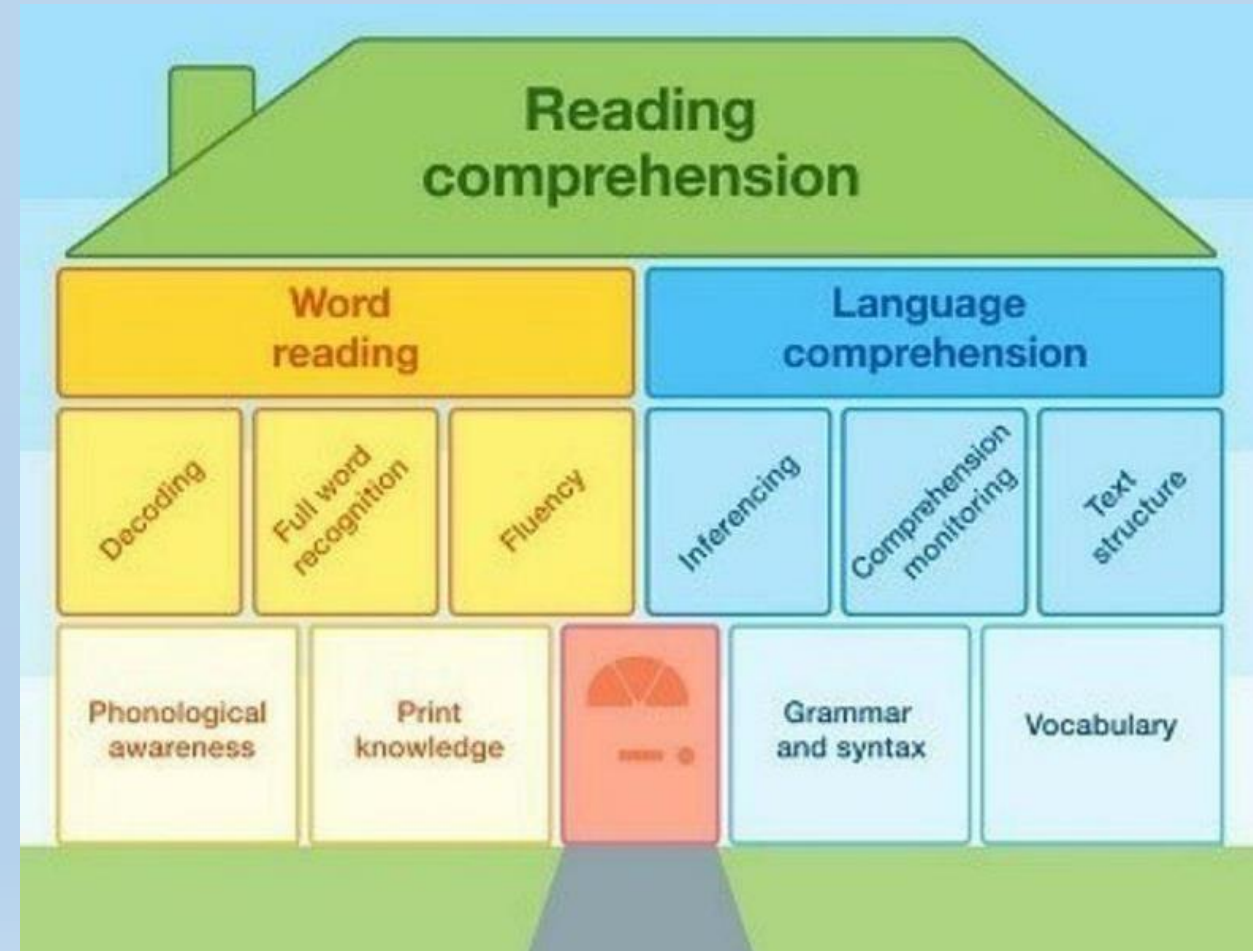 Reading
comprehension
Word
reading
Language
comprehension
Decoding
Full word
recognition
Fluency
Inferencing
Comprehension
monitoring
Text
structure
Phonological
awareness
Print
knowledge
Grammar
and syntax
Vocabulary